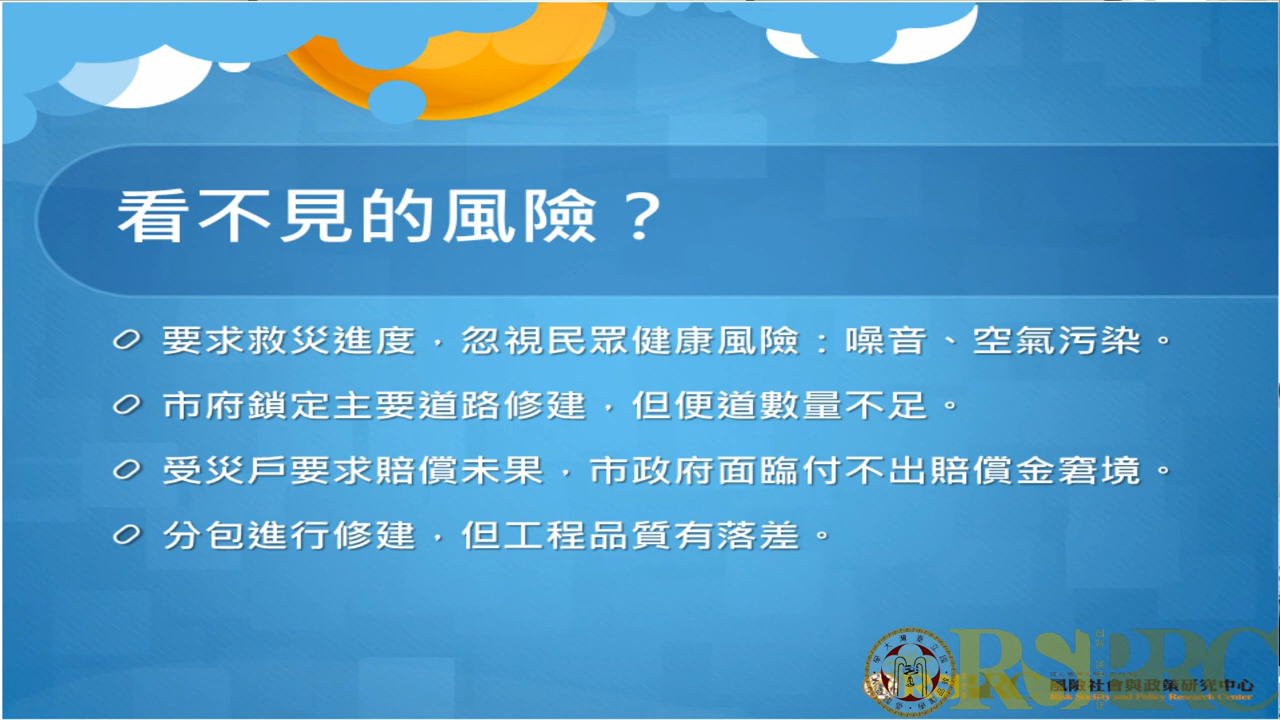 看不見的風險？
要求救災進度，忽視民眾健康風險：噪音、空氣污染。
市府鎖定主要道路修建，但便道數量不足。
受災戶要求賠償未果，市政府面臨付不出賠償金窘境。
分包進行修建，但工程品質有落差。
RSPRC
風險社會與政策研究中心
Risk Society and Policy Research Center